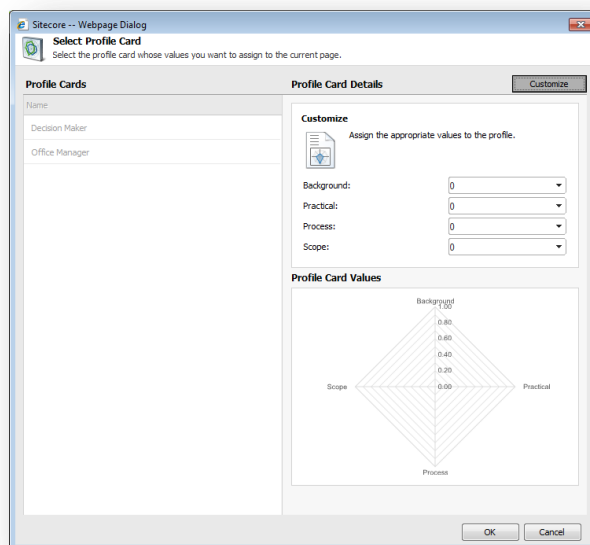 Sitecore -- Webpage Dialog
Select Profile Card
Select the profile card whose values you want to assign to the current page.
Profile Cards
Name
Decision Maker
Office Manager
Profile Card Details
Customize
Customize
Assign the appropriate values to the profile.
Background: 0
Practical: 0
Process: 0
Scope: 0
Profile Card Values
Background
1.00
0.80
0.60
0.40
0.20
Scope 0.00 Practical
Process
OK Cancel